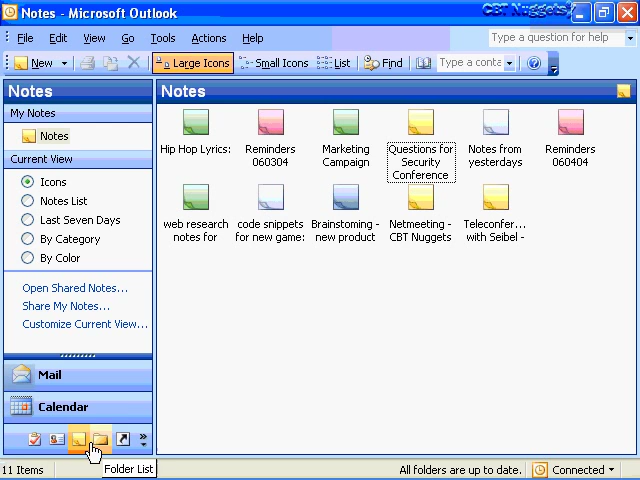 Notes - Microsoft Outlook
CBT Nuggets
File Edit View Go Tools Actions Help
Type a question for help
New Large Icons Small Icons List Find Type a conta
Notes
My Notes
Notes
Current View
Icons
Notes List
Last Seven Days
By Category
By Color
Open Shared Notes...
Share My Notes...
Customize Current View...
Mail
Calendar
Notes
Hip Hop Lyrics:
Reminders
060304
Marketing
Campaign
Questions for
Security
Conference
Notes from
yesterdays
Reminders
060404
web research
notes for
code snippets
for new game:
Brainstoming -
new product
Netmeeting -
CBT Nuggets
Teleconfer...
with Seibel -
Folder List
11 Items
All folders are up to date.
Connected